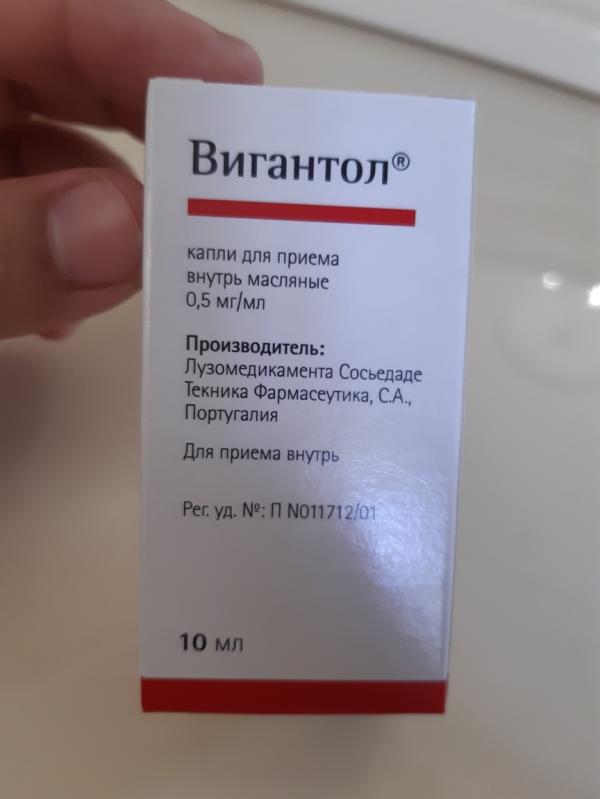 Вигантол®
капли для приема
внутрь масляные
0,5 мг/мл
Производитель:
Лузомедикамента Сосьедаде
Текника Фармасеутика, С.А.,
Португалия
Для приема внутрь
Рег. уд. №: П N011712/01
10 мл